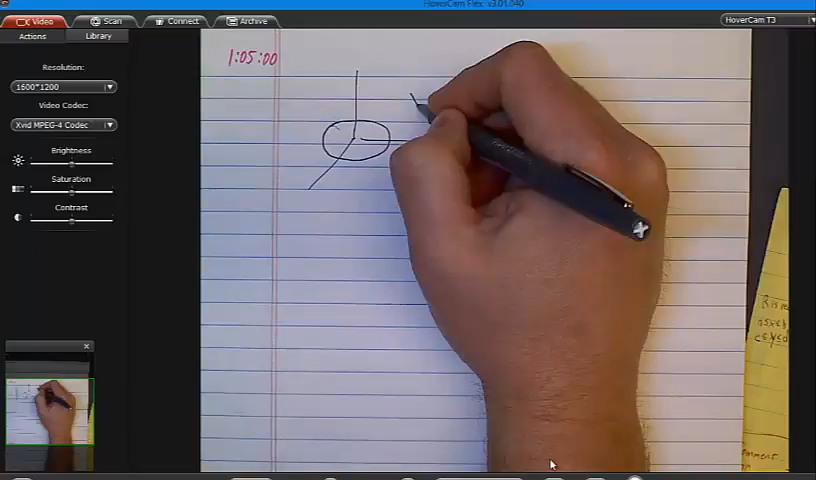 HoverCam Flex v3.01.040
Video Scan Connect Archive HoverCam T3
Actions Library
Resolution:
1600*1200
Video Codec:
Xvid MPEG-4 Codec
Brightness
Saturation
Contrast
1:05:00
R is